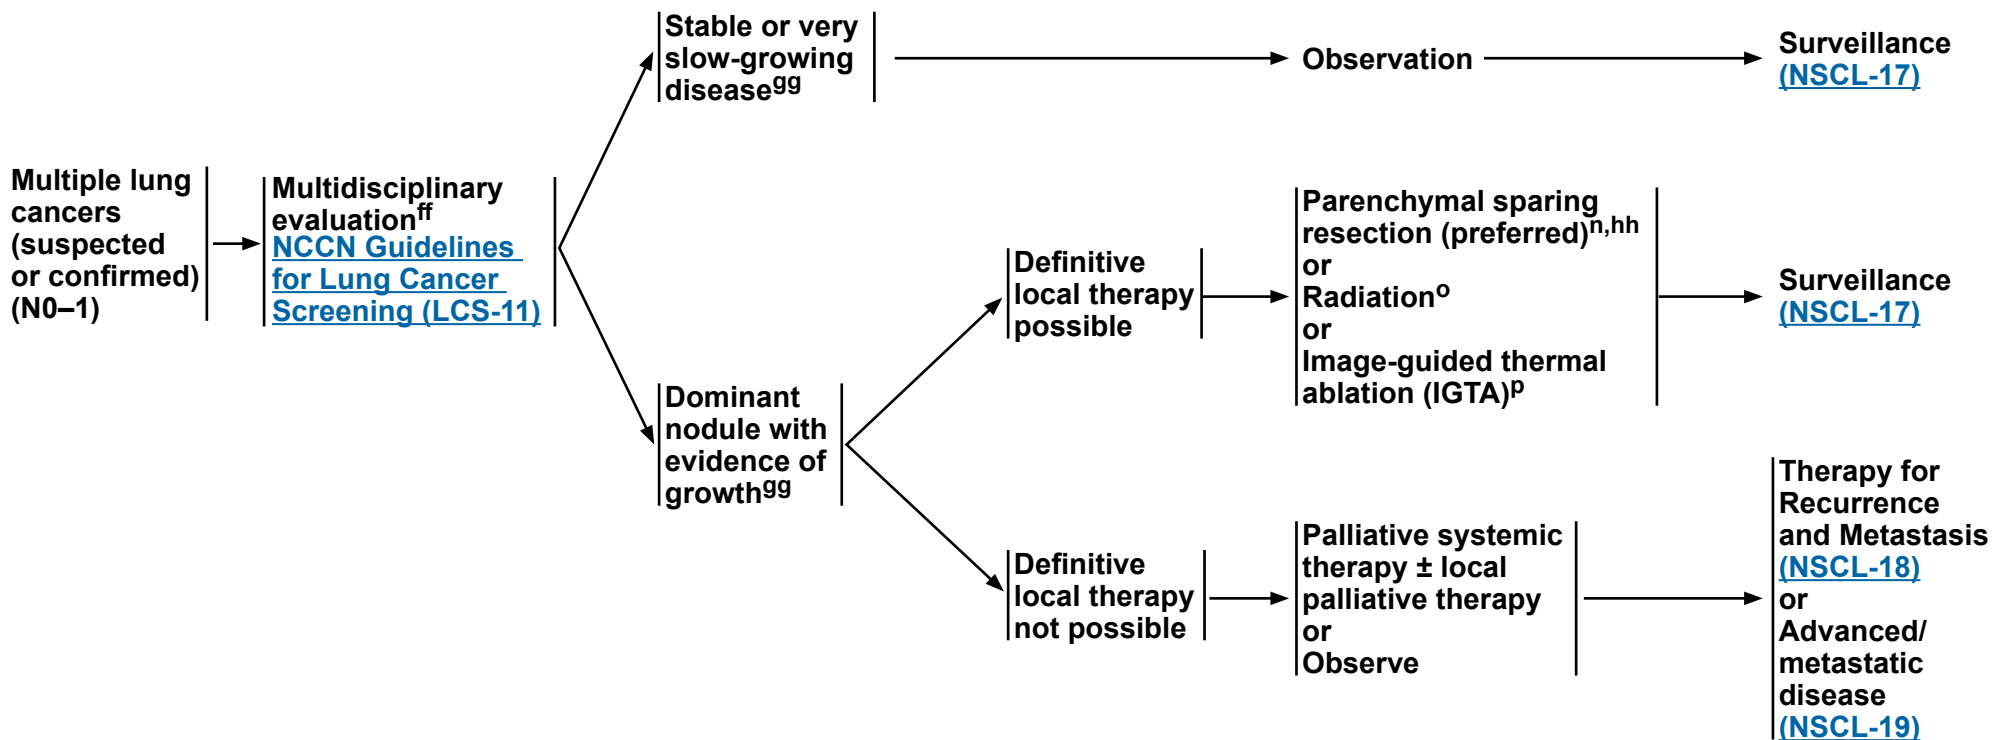 Multiple lung
cancers
(suspected
or confirmed)
(N0–1)
Multidisciplinary
evaluationff
NCCN Guidelines
for Lung Cancer
Screening (LCS-11)
Stable or very
slow-growing
diseasegg
Observation
Surveillance
(NSCL-17)
Dominant
nodule with
evidence of
growthgg
Definitive
local therapy
possible
Parenchymal sparing
resection (preferred)n,hh
or
Radiationo
or
Image-guided thermal
ablation (IGTA)p
Surveillance
(NSCL-17)
Definitive
local therapy
not possible
Palliative systemic
therapy ± local
palliative therapy
or
Observe
Therapy for
Recurrence
and Metastasis
(NSCL-18)
or
Advanced/
metastatic
disease
(NSCL-19)